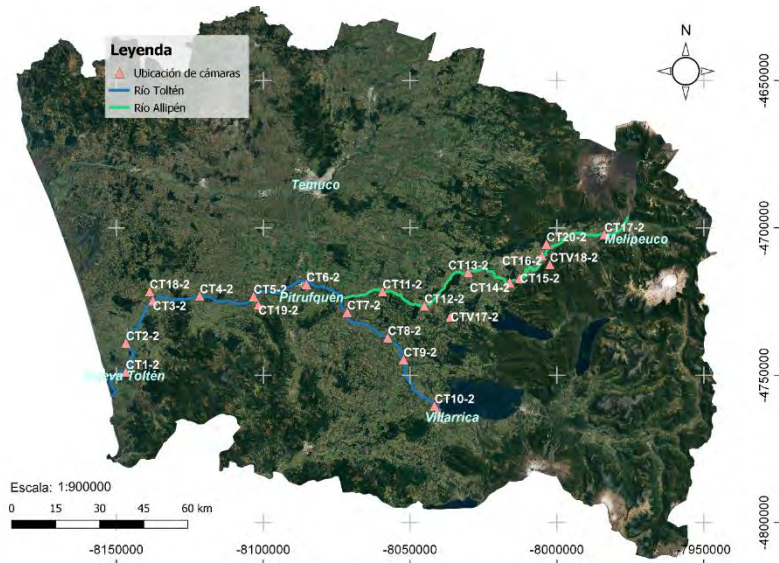 Leyenda
Ubicación de cámaras
Río Toltén
Río Allipén
N
-4650000
Temuco
-4700000
CT17-2
Melipeuco
CT20-2
CT16-2
CTV18-2
CT13-2
CT14-2
CT15-2
CT6-2
Pitrufquén
CT11-2
CT18-2
CT3-2
CT4-2
CT5-2
CT19-2
CT7-2
CT12-2
CTV17-2
CT2-2
CT8-2
CT9-2
CT1-2
Nueva Toltén
-4750000
CT10-2
Villarrica
Escala: 1:900000
0 15 30 45 60 km
-4800000
-8150000 -8100000 -8050000 -8000000 -7950000